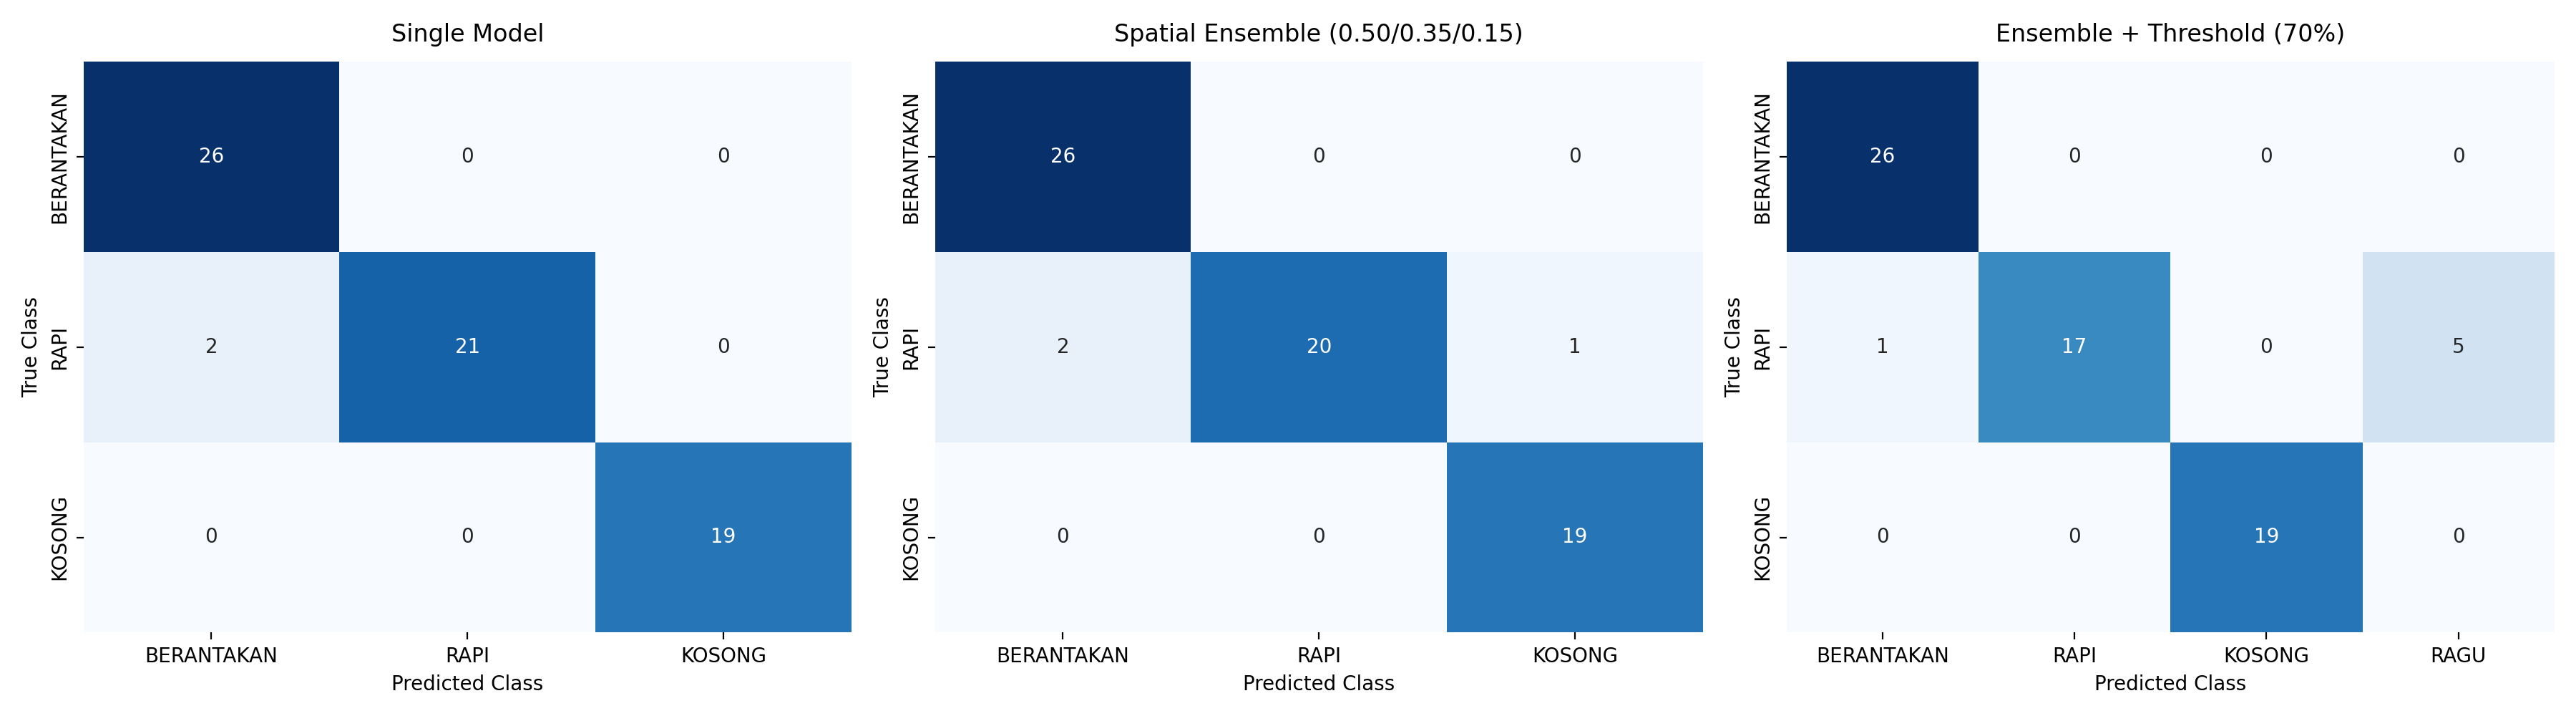 Single Model
True Class
BERANTAKAN
RAPI
KOSONG
26 0 0
2 21 0
0 0 19
BERANTAKAN RAPI KOSONG
Predicted Class
Spatial Ensemble (0.50/0.35/0.15)
True Class
BERANTAKAN
RAPI
KOSONG
26 0 0
2 20 1
0 0 19
BERANTAKAN RAPI KOSONG
Predicted Class
Ensemble + Threshold (70%)
True Class
BERANTAKAN
RAPI
KOSONG
26 0 0 0
1 17 0 5
0 0 19 0
BERANTAKAN RAPI KOSONG RAGU
Predicted Class